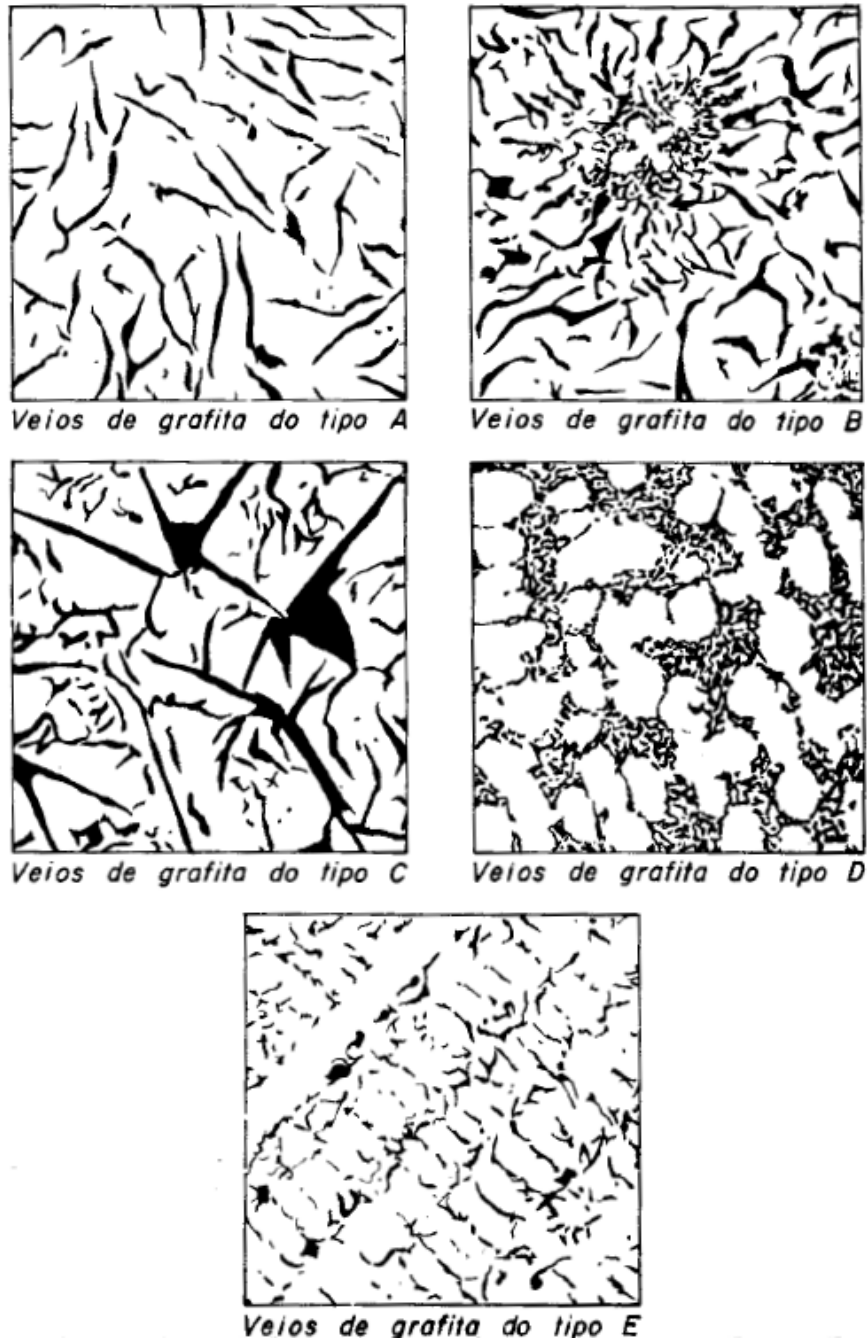 Veios de grafita do tipo A
Veios de grafita do tipo B
Veios de grafita do tipo C
Veios de grafita do tipo D
Veios de grafita do tipo E